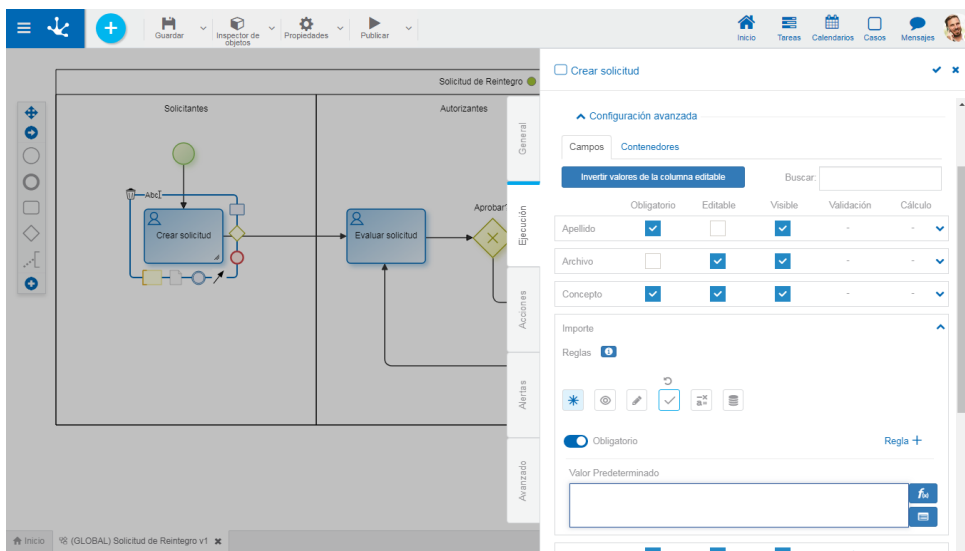 Guardar
Inspector de
objetos
Propiedades
Publicar
Inicio
Tareas
Calendarios
Casos
Mensajes
Solicitud de Reintegro
Solicitantes
Autorizantes
Abc
Crear solicitud
Evaluar solicitud
Aprobar?
General
Ejecución
Acciones
Alertas
Avanzado
Crear solicitud
Configuración avanzada
Campos
Contenedores
Invertir valores de la columna editable
Buscar:
Obligatorio Editable Visible Validación Cálculo
Apellido - -
Archivo - -
Concepto - -
Importe
Reglas
Obligatorio
Regla +
Valor Predeterminado
f(x)
Inicio
(GLOBAL) Solicitud de Reintegro v1